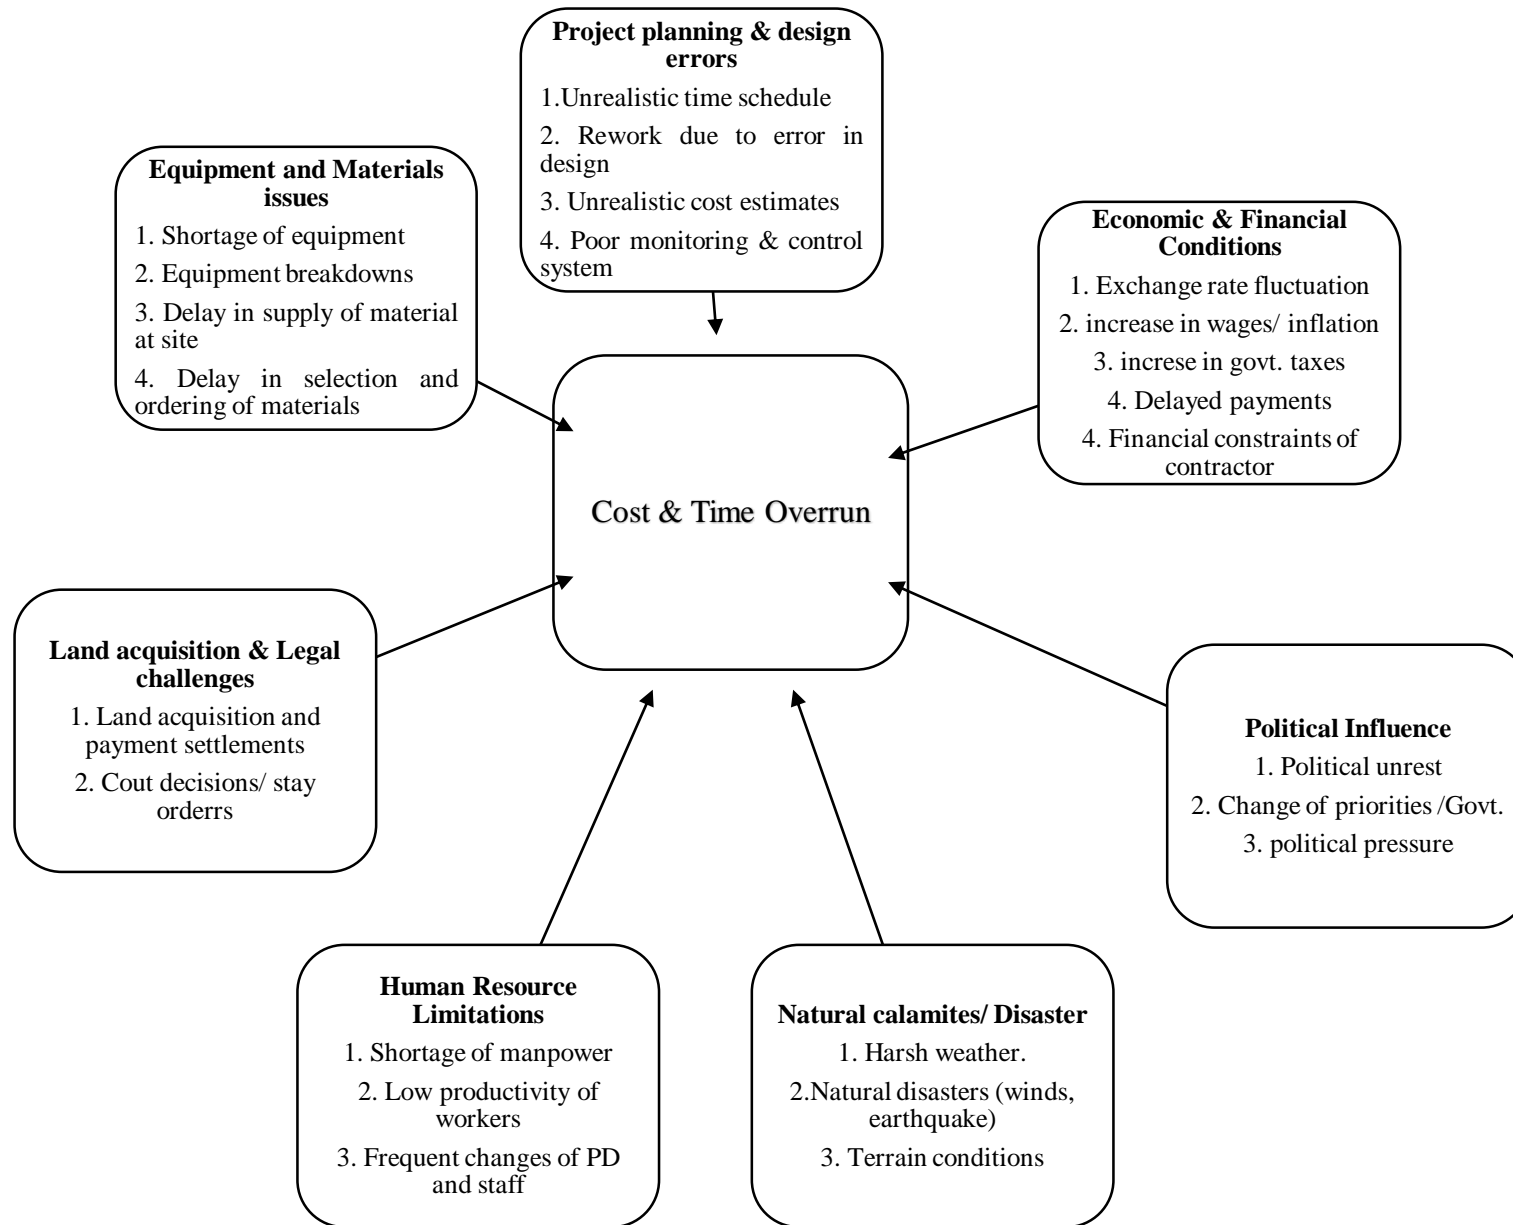 Project planning & design
errors
1.Unrealistic time schedule
2. Rework due to error in
design
3. Unrealistic cost estimates
4. Poor monitoring & control
system
Equipment and Materials
issues
1. Shortage of equipment
2. Equipment breakdowns
3. Delay in supply of material
at site
4. Delay in selection and
ordering of materials
Economic & Financial
Conditions
1. Exchange rate fluctuation
2. increase in wages/ inflation
3. increse in govt. taxes
4. Delayed payments
4. Financial constraints of
contractor
Cost & Time Overrun
Land acquisition & Legal
challenges
1. Land acquisition and
payment settlements
2. Cout decisions/ stay
orderrs
Political Influence
1. Political unrest
2. Change of priorities /Govt.
3. political pressure
Human Resource
Limitations
1. Shortage of manpower
2. Low productivity of
workers
3. Frequent changes of PD
and staff
Natural calamites/ Disaster
1. Harsh weather.
2.Natural disasters (winds,
earthquake)
3. Terrain conditions